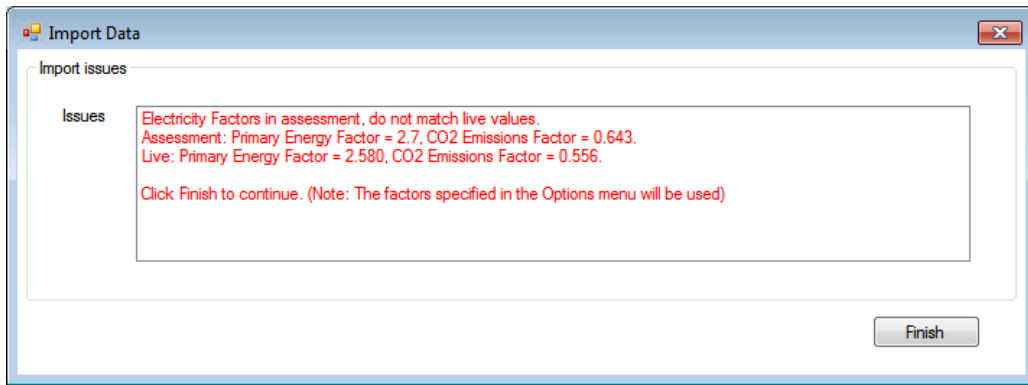 Import Data
Import issues
Issues
Electricity Factors in assessment, do not match live values.
Assessment: Primary Energy Factor = 2.7, CO2 Emissions Factor = 0.643.
Live: Primary Energy Factor = 2.580, CO2 Emissions Factor = 0.556.
Click Finish to continue. (Note: The factors specified in the Options menu will be used)
Finish